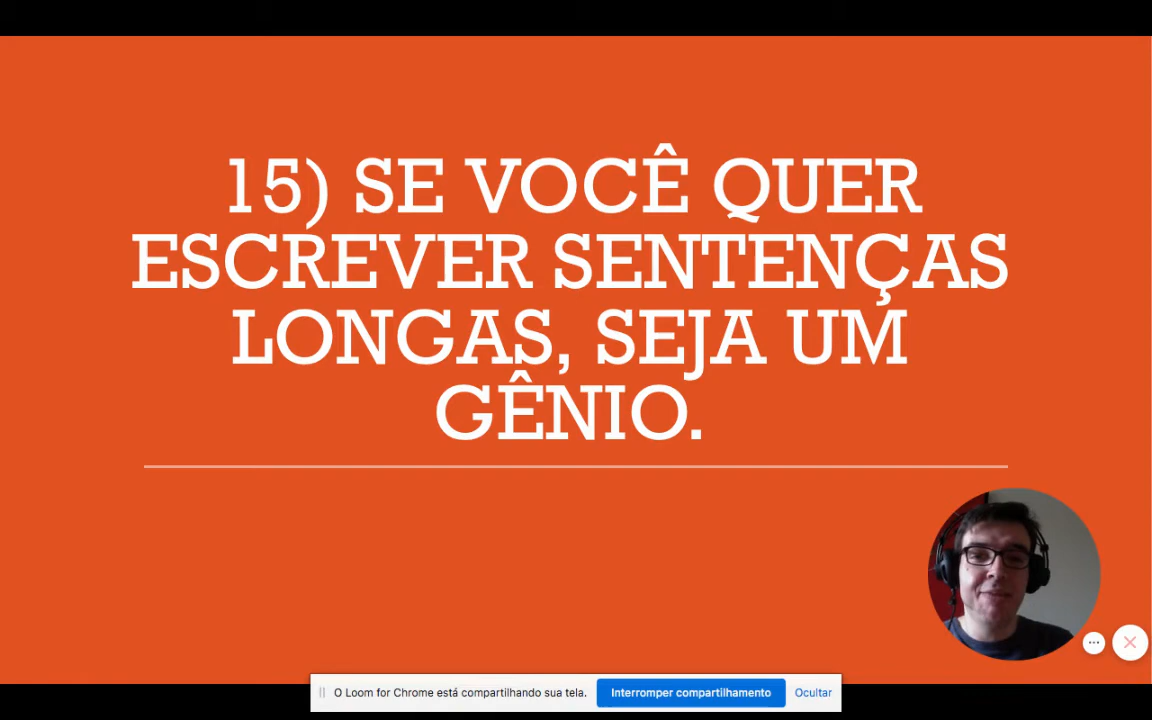 15) SE VOCÊ QUER
ESCREVER SENTENÇAS
LONGAS, SEJA UM
GÊNIO.
O Loom for Chrome está compartilhando sua tela.
Interromper compartilhamento
Ocultar